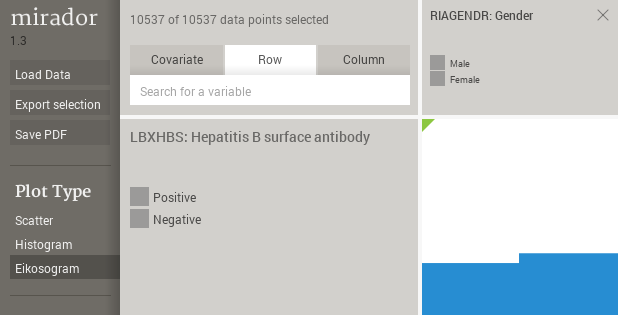 mirador
1.3
Load Data
Export selection
Save PDF
Plot Type
Scatter
Histogram
Eikosogram
10537 of 10537 data points selected
Covariate Row Column
Search for a variable
LBXHBS: Hepatitis B surface antibody
Positive
Negative
RIAGENDR: Gender
Male
Female